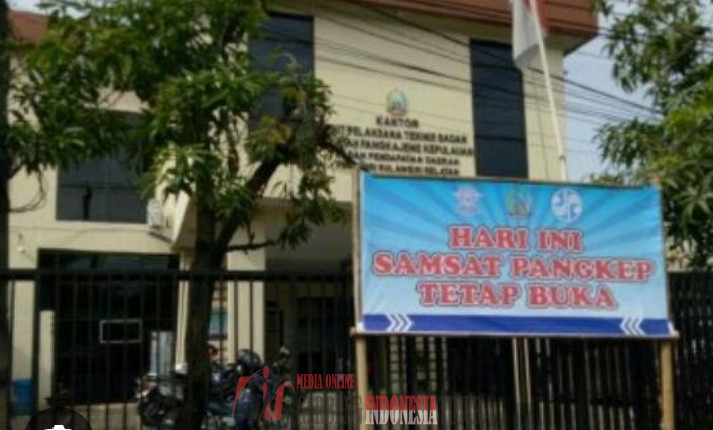 KANTOR
UNIT PELAKSANA TEKNIS BADAN
PANGKAJENE KEPULAUAN
PENDAPATAN DAERAH
SULAWESI SELATAN
HARI INI
SAMSAT PANGKEP
TETAP BUKA
MEDIA ONLINE
INDONESIA